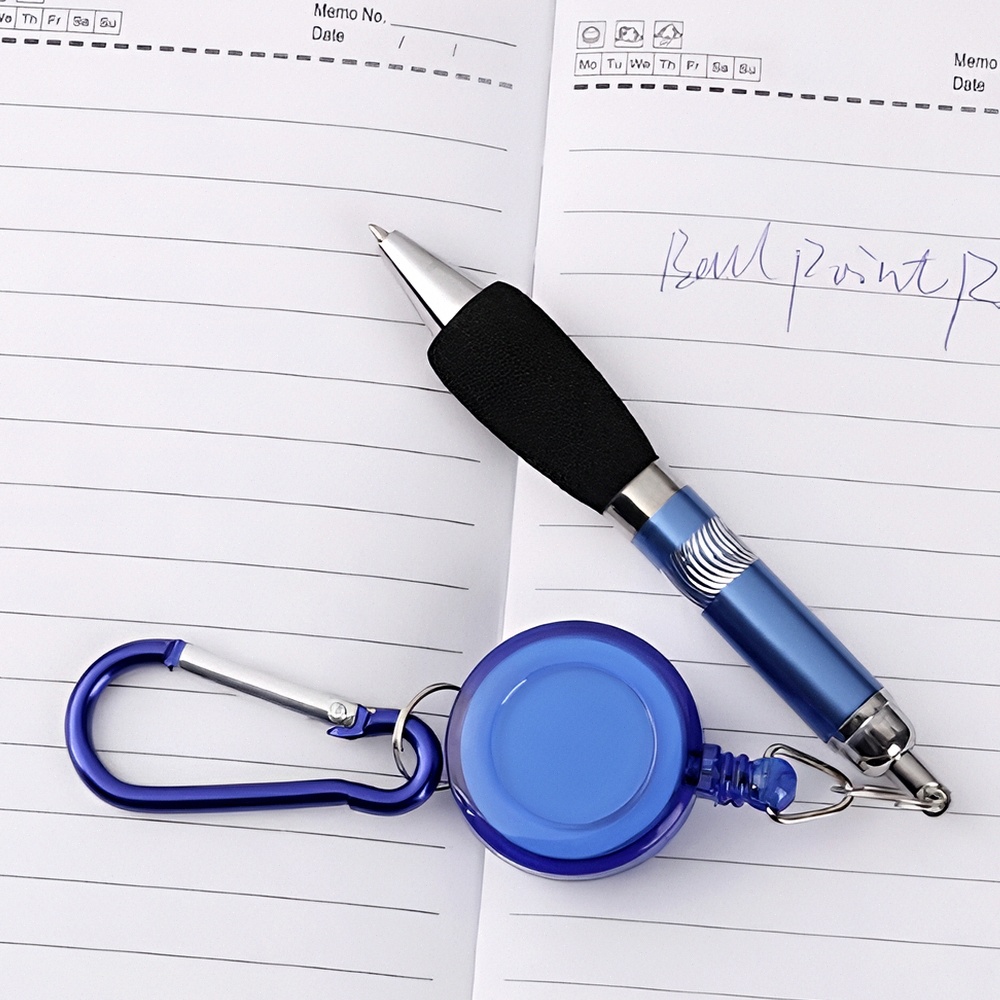 We Th Fr Sa Su
Memo No.
Date / /
Mo Tu We Th Fr Sa Su
Memo
Date
Ball Point P